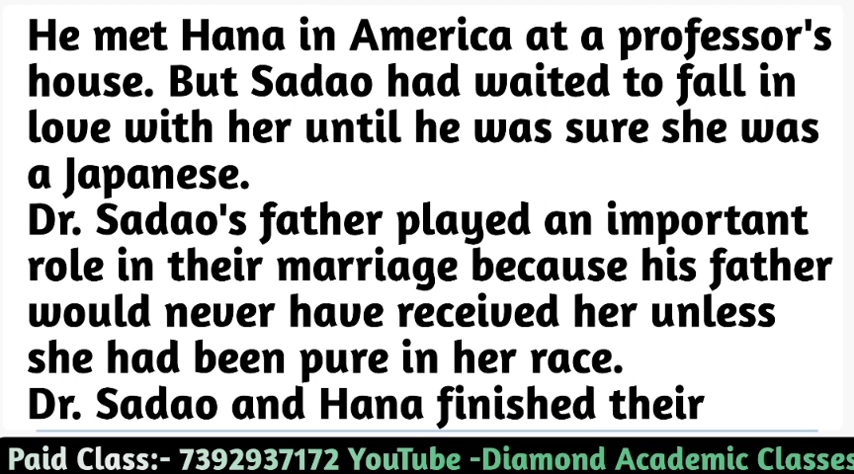 He met Hana in America at a professor's
house. But Sadao had waited to fall in
love with her until he was sure she was
a Japanese.
Dr. Sadao's father played an important
role in their marriage because his father
would never have received her unless
she had been pure in her race.
Dr. Sadao and Hana finished their
Paid Class:- 7392937172 YouTube -Diamond Academic Classes